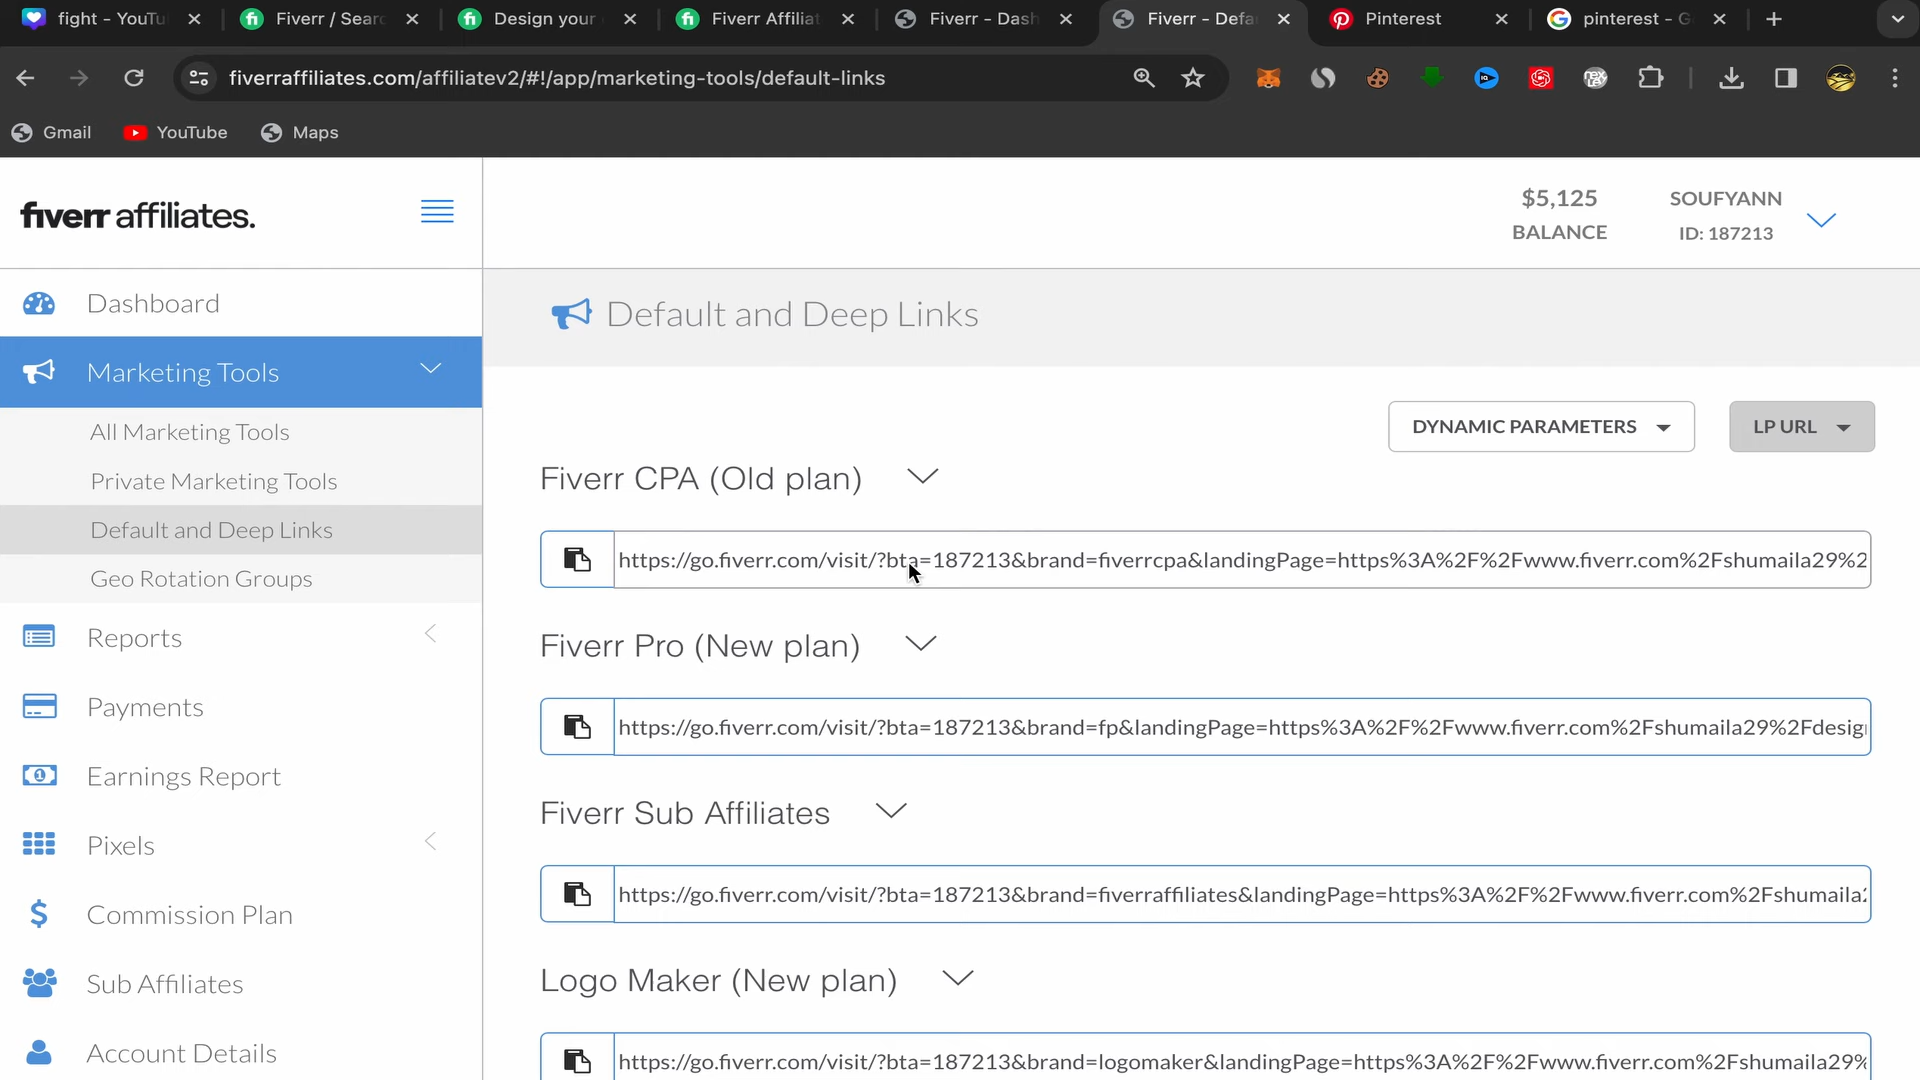 fight - YouTu
Fiverr / Searc
Design your
Fiverr Affiliat
Fiverr - Dash
Fiverr - Defa
Pinterest
pinterest - G
fiverraffiliates.com/affiliatev2/#!/app/marketing-tools/default-links
Gmail
YouTube
Maps
fiverr affiliates.
$5,125
BALANCE
SOUFYANN
ID: 187213
Dashboard
Marketing Tools
All Marketing Tools
Private Marketing Tools
Default and Deep Links
Geo Rotation Groups
Reports
Payments
Earnings Report
Pixels
Commission Plan
Sub Affiliates
Account Details
Default and Deep Links
DYNAMIC PARAMETERS
LP URL
Fiverr CPA (Old plan)
https://go.fiverr.com/visit/?bta=187213&brand=fiverrcpa&landingPage=https%3A%2F%2Fwww.fiverr.com%2Fshumaila29%2
Fiverr Pro (New plan)
https://go.fiverr.com/visit/?bta=187213&brand=fp&landingPage=https%3A%2F%2Fwww.fiverr.com%2Fshumaila29%2Fdesig
Fiverr Sub Affiliates
https://go.fiverr.com/visit/?bta=187213&brand=fiverraffiliates&landingPage=https%3A%2F%2Fwww.fiverr.com%2Fshumaila
Logo Maker (New plan)
https://go.fiverr.com/visit/?bta=187213&brand=logomaker&landingPage=https%3A%2F%2Fwww.fiverr.com%2Fshumaila29%